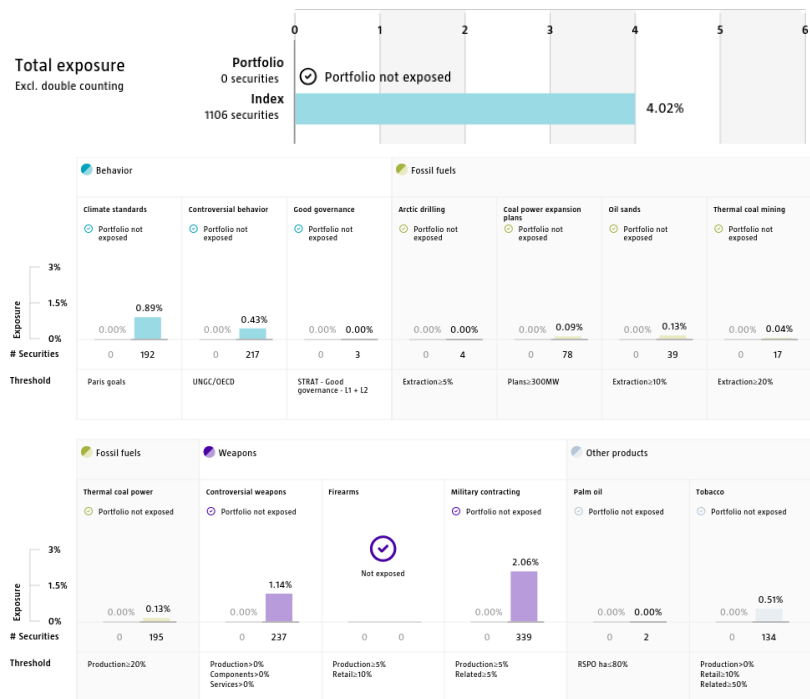 0 1 2 3 4 5 6
Total exposure
Excl. double counting
Portfolio
0 securities
Portfolio not exposed
Index
1106 securities
4.02%
Behavior
Fossil fuels
Climate standards
Controversial behavior
Good governance
Arctic drilling
Coal power expansion
plans
Oil sands
Thermal coal mining
Portfolio not
exposed
Portfolio not
exposed
Portfolio not
exposed
Portfolio not
exposed
Portfolio not
exposed
Portfolio not
exposed
Portfolio not
exposed
Exposure
3%
1.5%
0%
0.00% 0.89%
0.00% 0.43%
0.00% 0.00%
0.00% 0.00%
0.00% 0.09%
0.00% 0.13%
0.00% 0.04%
# Securities
0 192
0 217
0 3
0 4
0 78
0 39
0 17
Threshold
Paris goals
UNGC/OECD
STRAT - Good
governance - L1 + L2
Extraction≥5%
Plans≥300MW
Extraction≥10%
Extraction≥20%
Fossil fuels
Weapons
Other products
Thermal coal power
Controversial weapons
Firearms
Military contracting
Palm oil
Tobacco
Portfolio not exposed
Portfolio not exposed
Not exposed
Portfolio not exposed
Portfolio not exposed
Portfolio not exposed
Exposure
3%
1.5%
0%
0.00% 0.13%
0.00% 1.14%
0.00% 2.06%
0.00% 0.00%
0.00% 0.51%
# Securities
0 195
0 237
0 0
0 339
0 2
0 134
Threshold
Production≥20%
Production>0%
Components>0%
Services>0%
Production≥5%
Retail≥10%
Production≥5%
Related≥5%
RSPO ha≤80%
Production>0%
Retail≥10%
Related≥50%